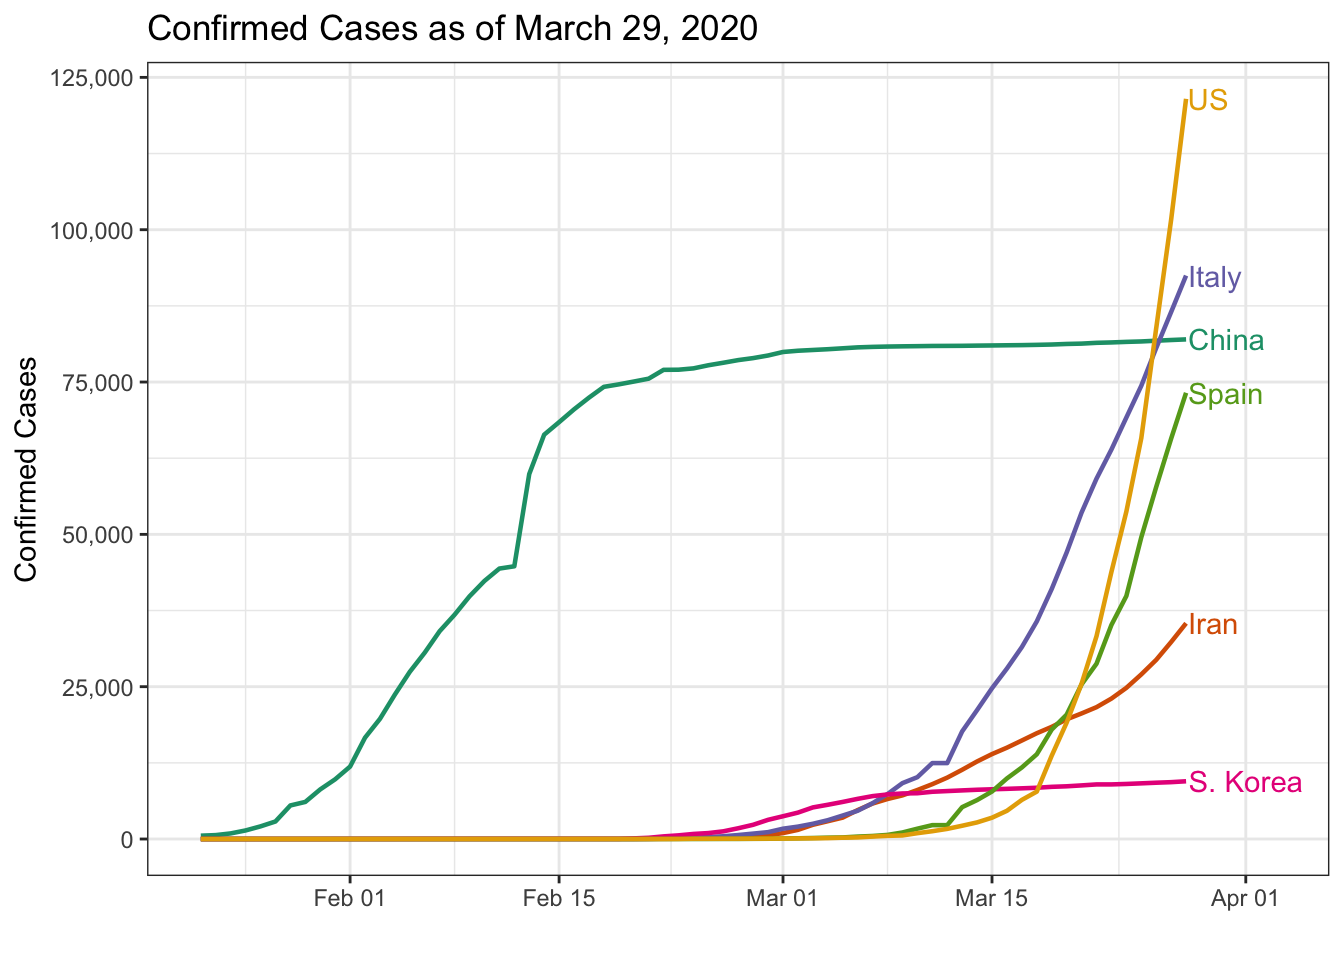 Confirmed Cases as of March 29, 2020
125,000
100,000
75,000
50,000
25,000
0
Confirmed Cases
US
Italy
China
Spain
Iran
S. Korea
Feb 01
Feb 15
Mar 01
Mar 15
Apr 01